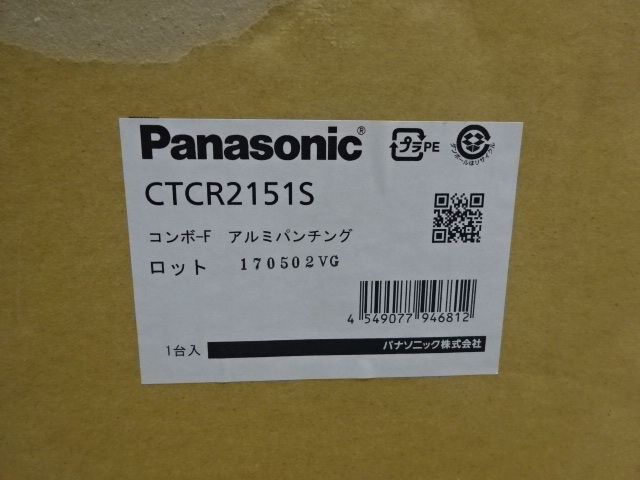 Panasonic®
プラ PE
ダンボールはリサイクル
CTCR2151S
コンボ-F アルミパンチング
ロット 170502VG
4 549077 946812
1台入
パナソニック株式会社